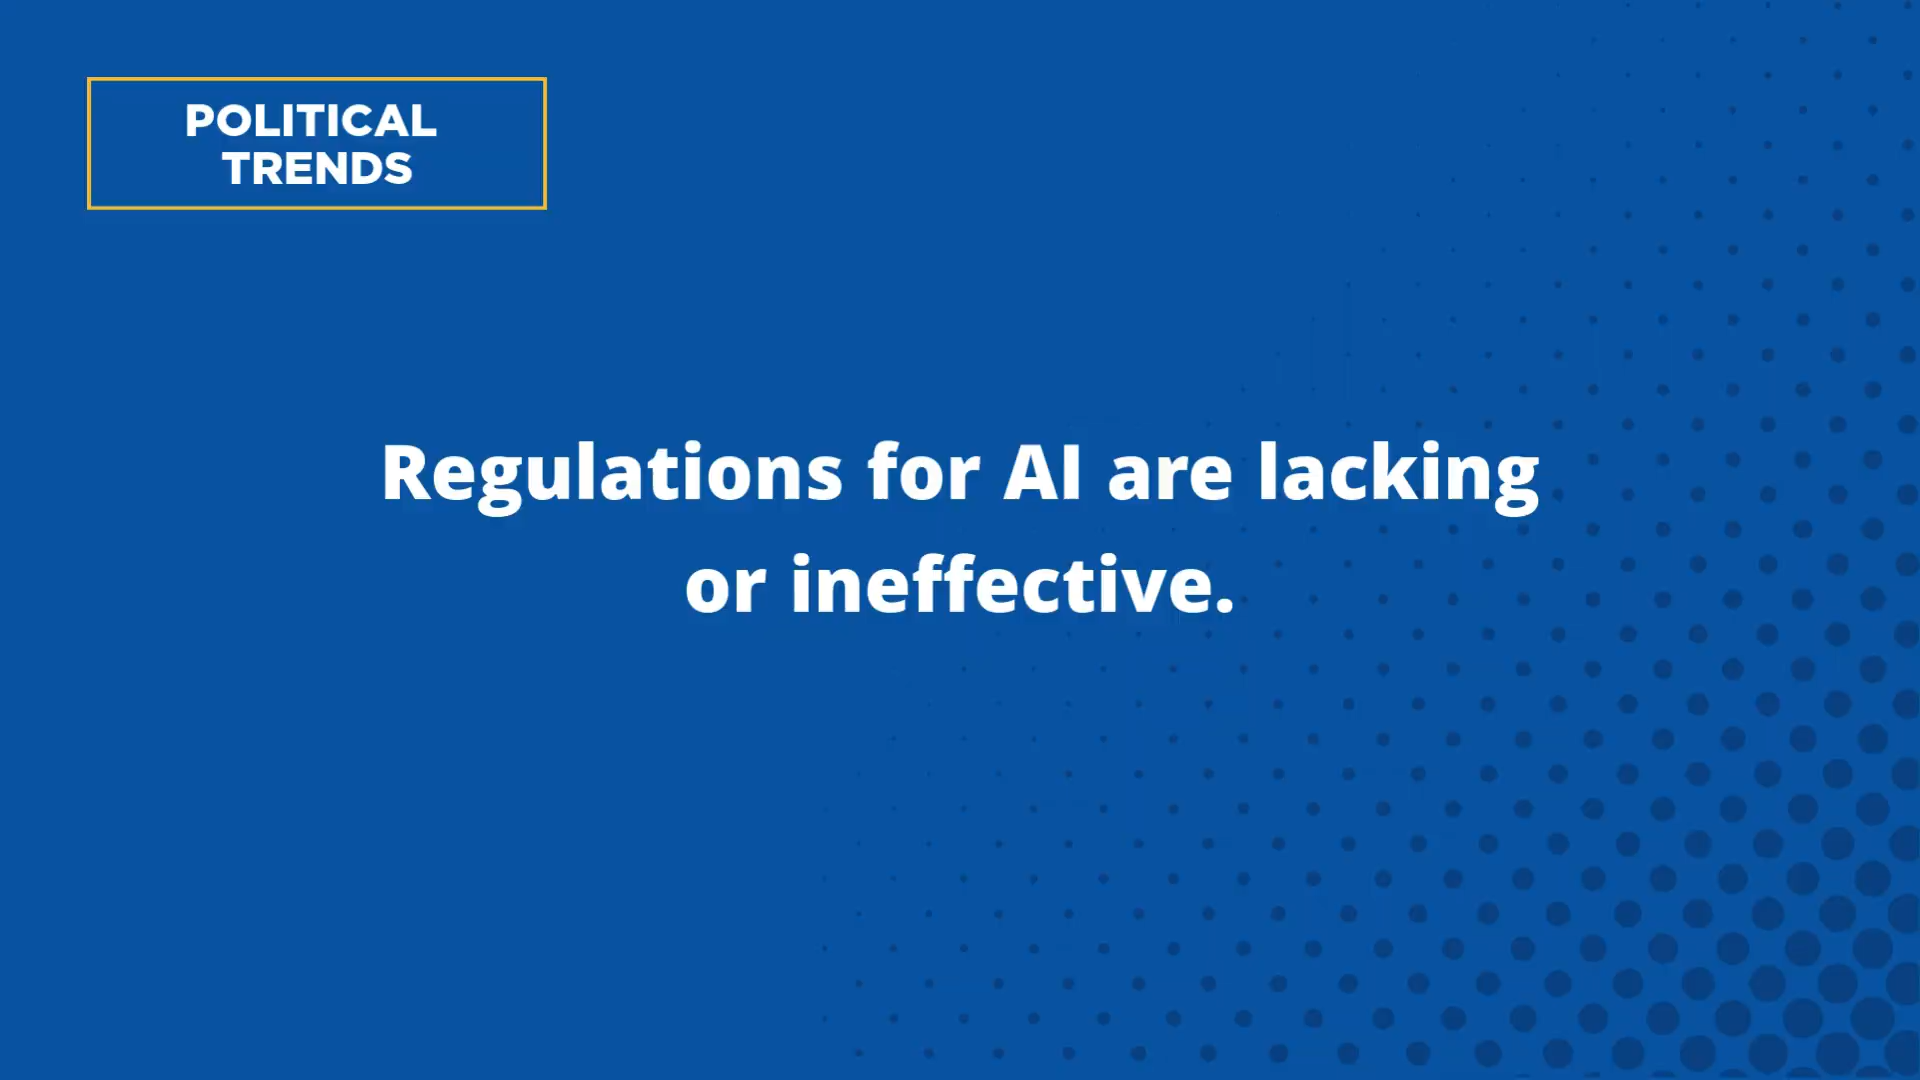 POLITICAL
TRENDS
Regulations for AI are lacking
or ineffective.